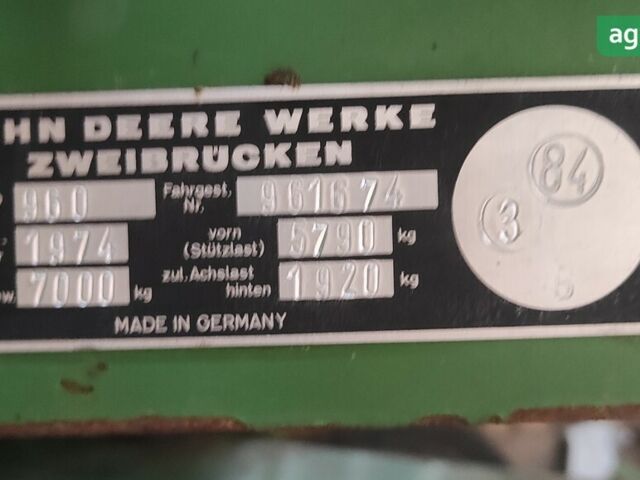 ag
HN DEERE WERKE
ZWEIBRÜCKEN
960 Fahrgest. Nr. 961674
1974 vorn (Stützlast) 5790 kg
7000 kg zul. Achslast hinten 1920 kg
MADE IN GERMANY
84
3